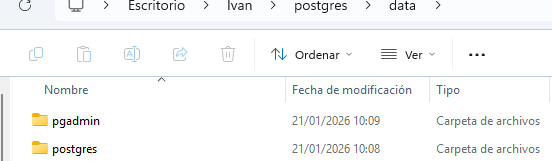 Escritorio > Ivan > postgres > data >
Ordenar Ver ...
Nombre Fecha de modificación Tipo
pgadmin 21/01/2026 10:09 Carpeta de archivos
postgres 21/01/2026 10:08 Carpeta de archivos